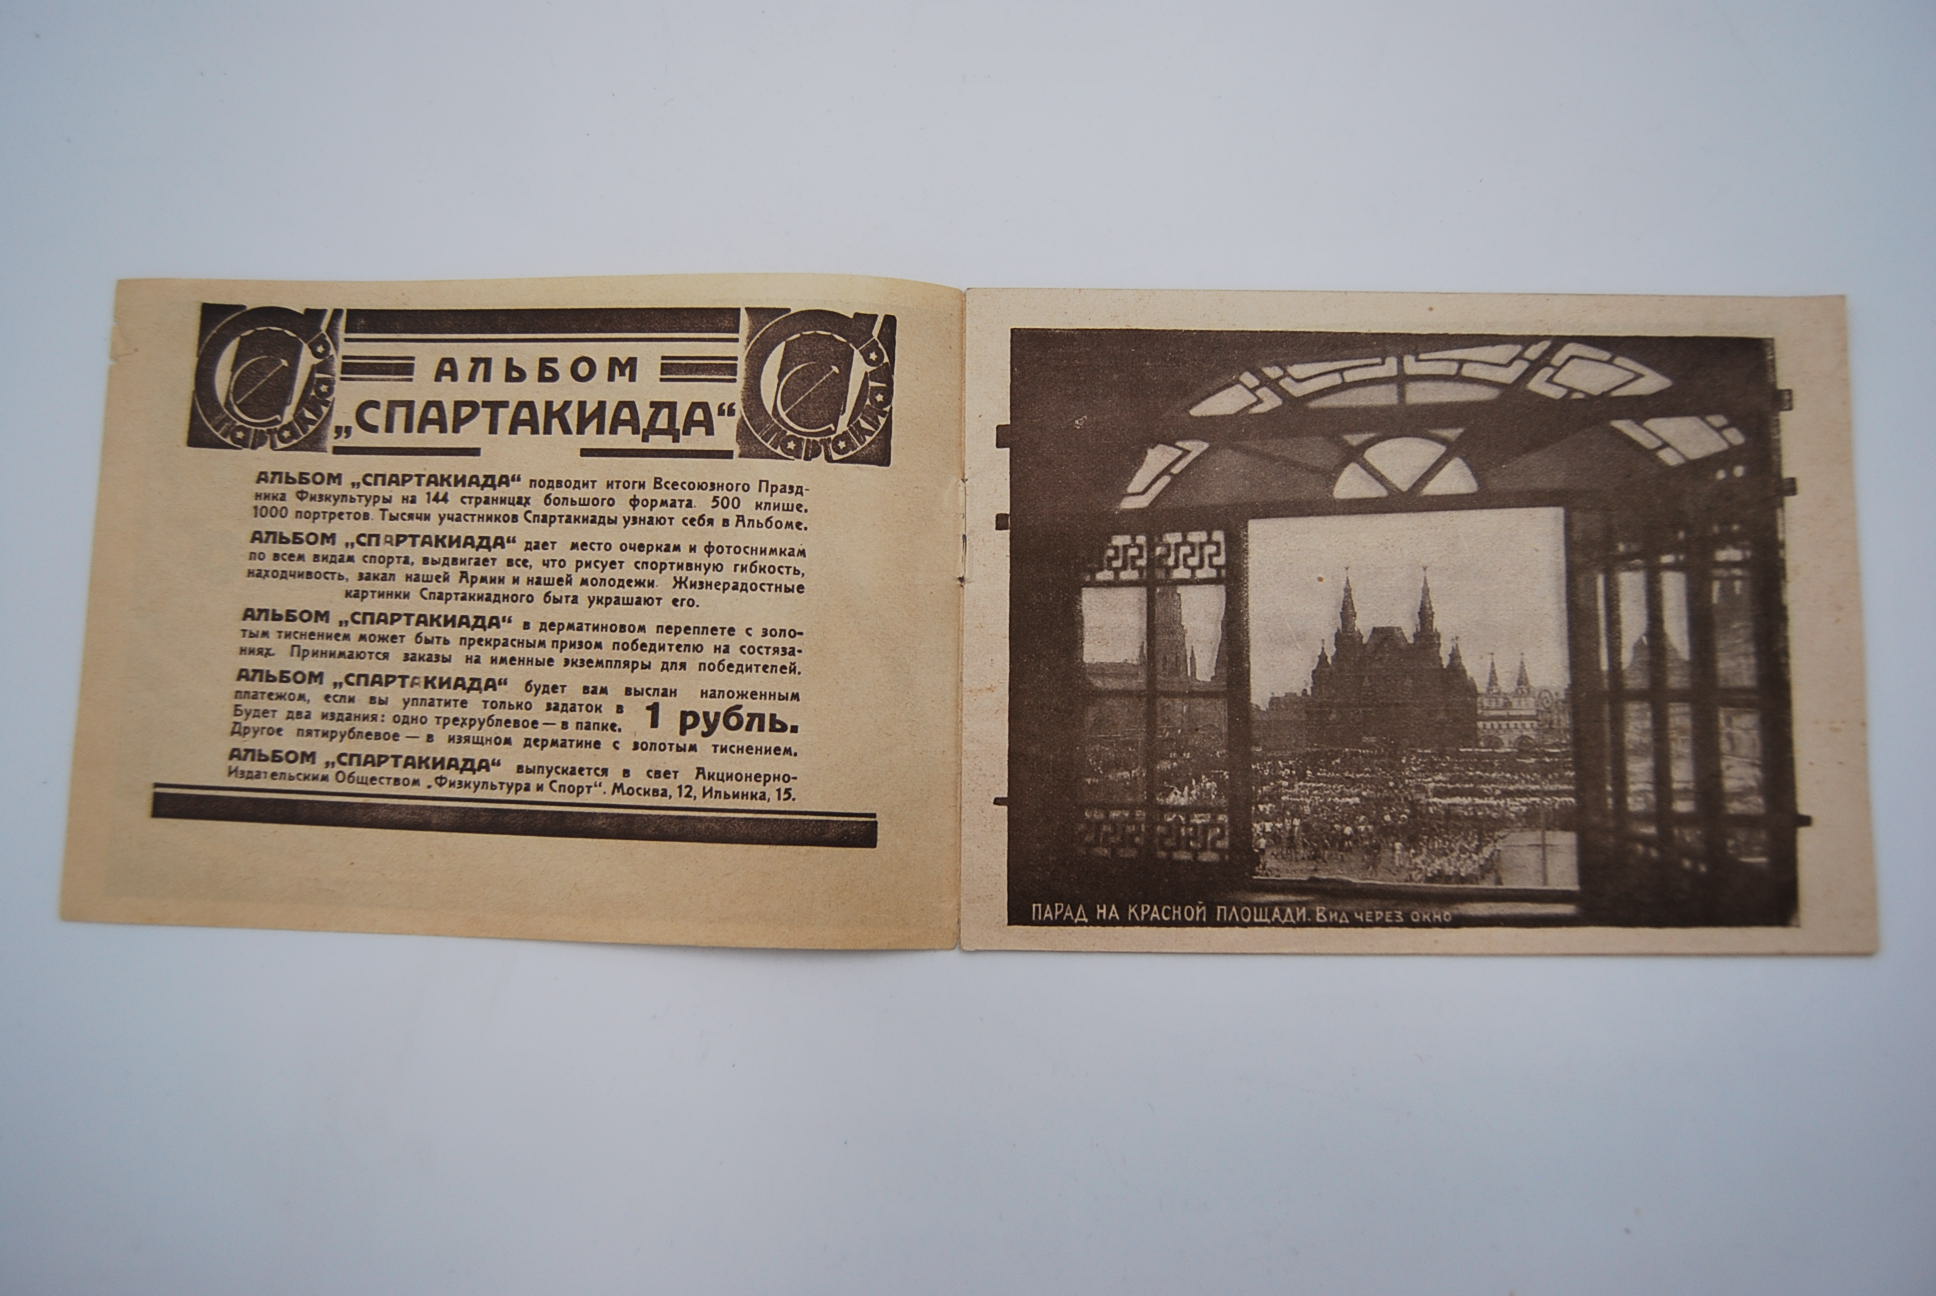 Спартакиада
АЛЬБОМ
„СПАРТАКИАДА“
Спартакиада
АЛЬБОМ „СПАРТАКИАДА“ подводит итоги Всесоюзного Празд-
ника Физкультуры на 144 страницах большого формата. 500 клише,
1000 портретов. Тысячи участников Спартакиады узнают себя в Альбоме.
АЛЬБОМ „СПАРТАКИАДА“ дает место очеркам и фотоснимкам
по всем видам спорта, выдвигает все, что рисует спортивную гибкость,
находчивость, закал нашей Армии и нашей молодежи. Жизнерадостные
картинки Спартакиадного быта украшают его.
АЛЬБОМ „СПАРТАКИАДА“ в дерматиновом переплете с золо-
тым тиснением может быть прекрасным призом победителю на состяза-
ниях. Принимаются заказы на именные экземпляры для победителей.
АЛЬБОМ „СПАРТАКИАДА“ будет вам выслан наложенным
платежом, если вы уплатите только задаток в 1 рубль.
Будет два издания: одно трехрублевое — в папке.
Другое пятирублевое — в изящном дерматине с золотым тиснением.
АЛЬБОМ „СПАРТАКИАДА“ выпускается в свет Акционерно-
Издательским Обществом „Физкультура и Спорт“. Москва, 12, Ильинка, 15.
ПАРАД НА КРАСНОЙ ПЛОЩАДИ. ВИД ЧЕРЕЗ ОКНО